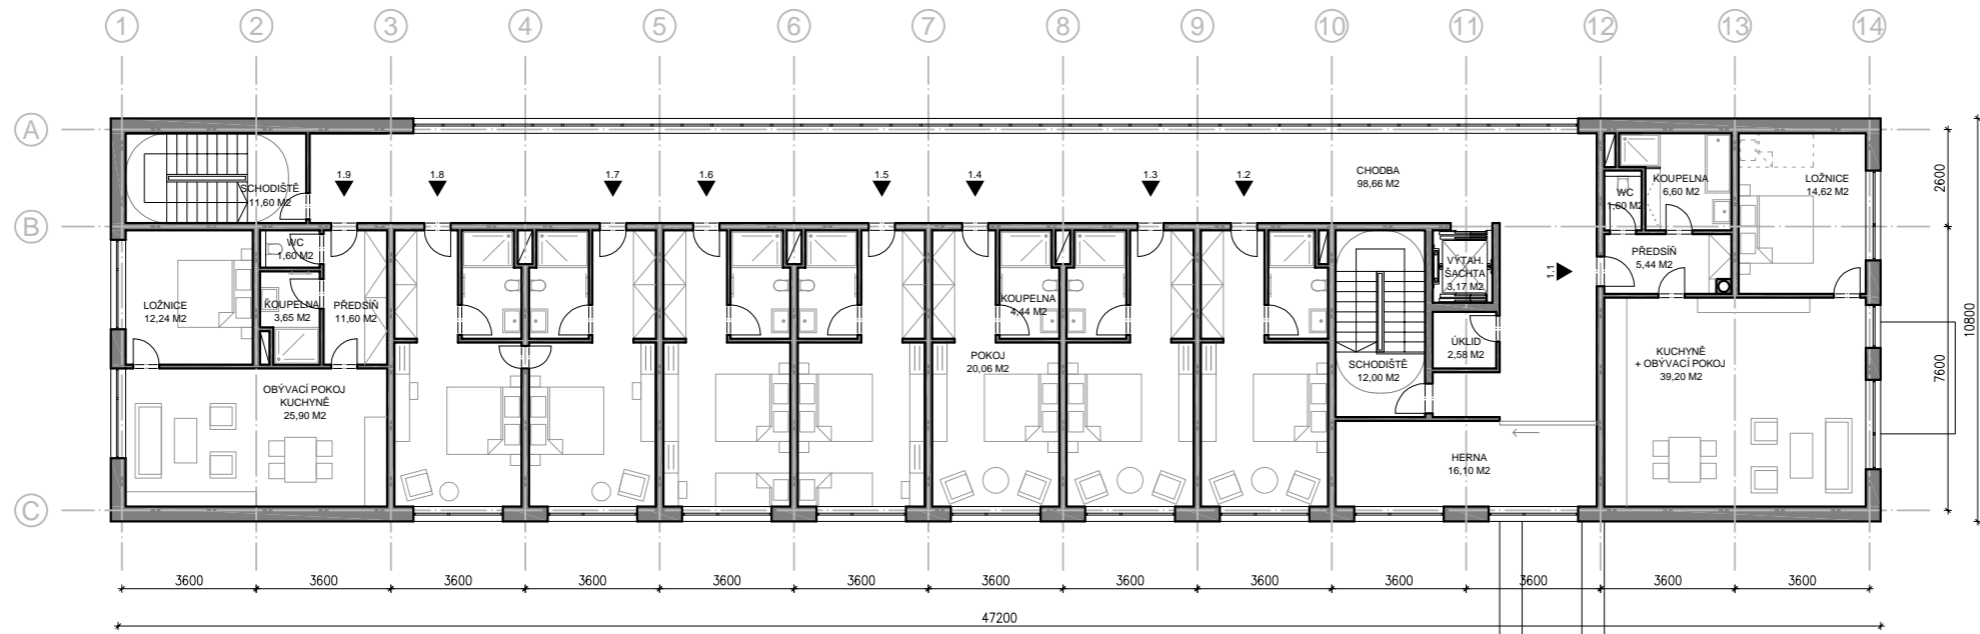 1 2 3 4 5 6 7 8 9 10 11 12 13 14
A
B
C
1.9
1.8
1.7
1.6
1.5
1.4
1.3
1.2
1.1
SCHODIŠTĚ
11,60 M2
CHODBA
98,66 M2
WC
1,60 M2
KOUPELNA
6,60 M2
LOŽNICE
14,62 M2
WC
1,60 M2
LOŽNICE
12,24 M2
KOUPELNA
3,65 M2
PŘEDSÍŇ
11,60 M2
KOUPELNA
4,44 M2
VÝTAH.
ŠACHTA
3,17 M2
PŘEDSÍŇ
5,44 M2
OBÝVACÍ POKOJ
KUCHYNĚ
25,90 M2
POKOJ
20,06 M2
SCHODIŠTĚ
12,00 M2
ÚKLID
2,58 M2
KUCHYNĚ
+ OBÝVACÍ POKOJ
39,20 M2
HERNA
16,10 M2
2600
7600
10800
3600 3600 3600 3600 3600 3600 3600 3600 3600 3600 3600 3600 3600
47200